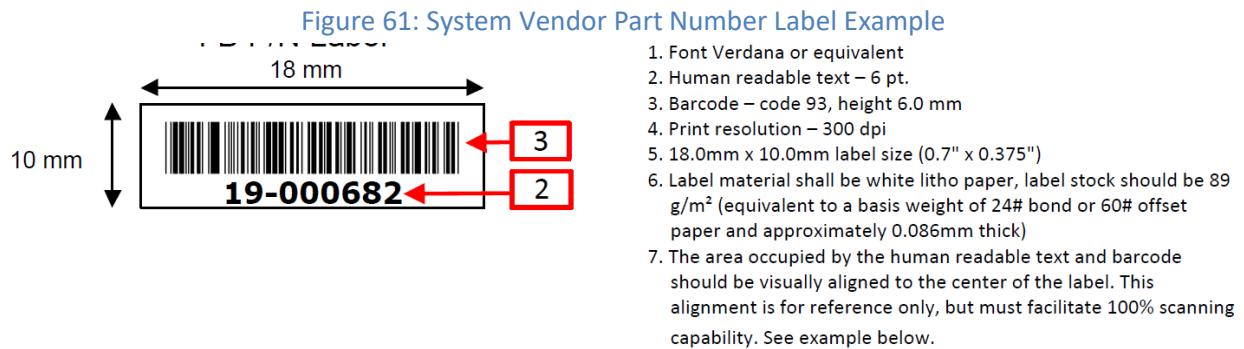 Figure 61: System Vendor Part Number Label Example
18 mm
10 mm
19-000682
3
2
1. Font Verdana or equivalent
2. Human readable text – 6 pt.
3. Barcode – code 93, height 6.0 mm
4. Print resolution – 300 dpi
5. 18.0mm x 10.0mm label size (0.7" x 0.375")
6. Label material shall be white litho paper, label stock should be 89
g/m² (equivalent to a basis weight of 24# bond or 60# offset
paper and approximately 0.086mm thick)
7. The area occupied by the human readable text and barcode
should be visually aligned to the center of the label. This
alignment is for reference only, but must facilitate 100% scanning
capability. See example below.